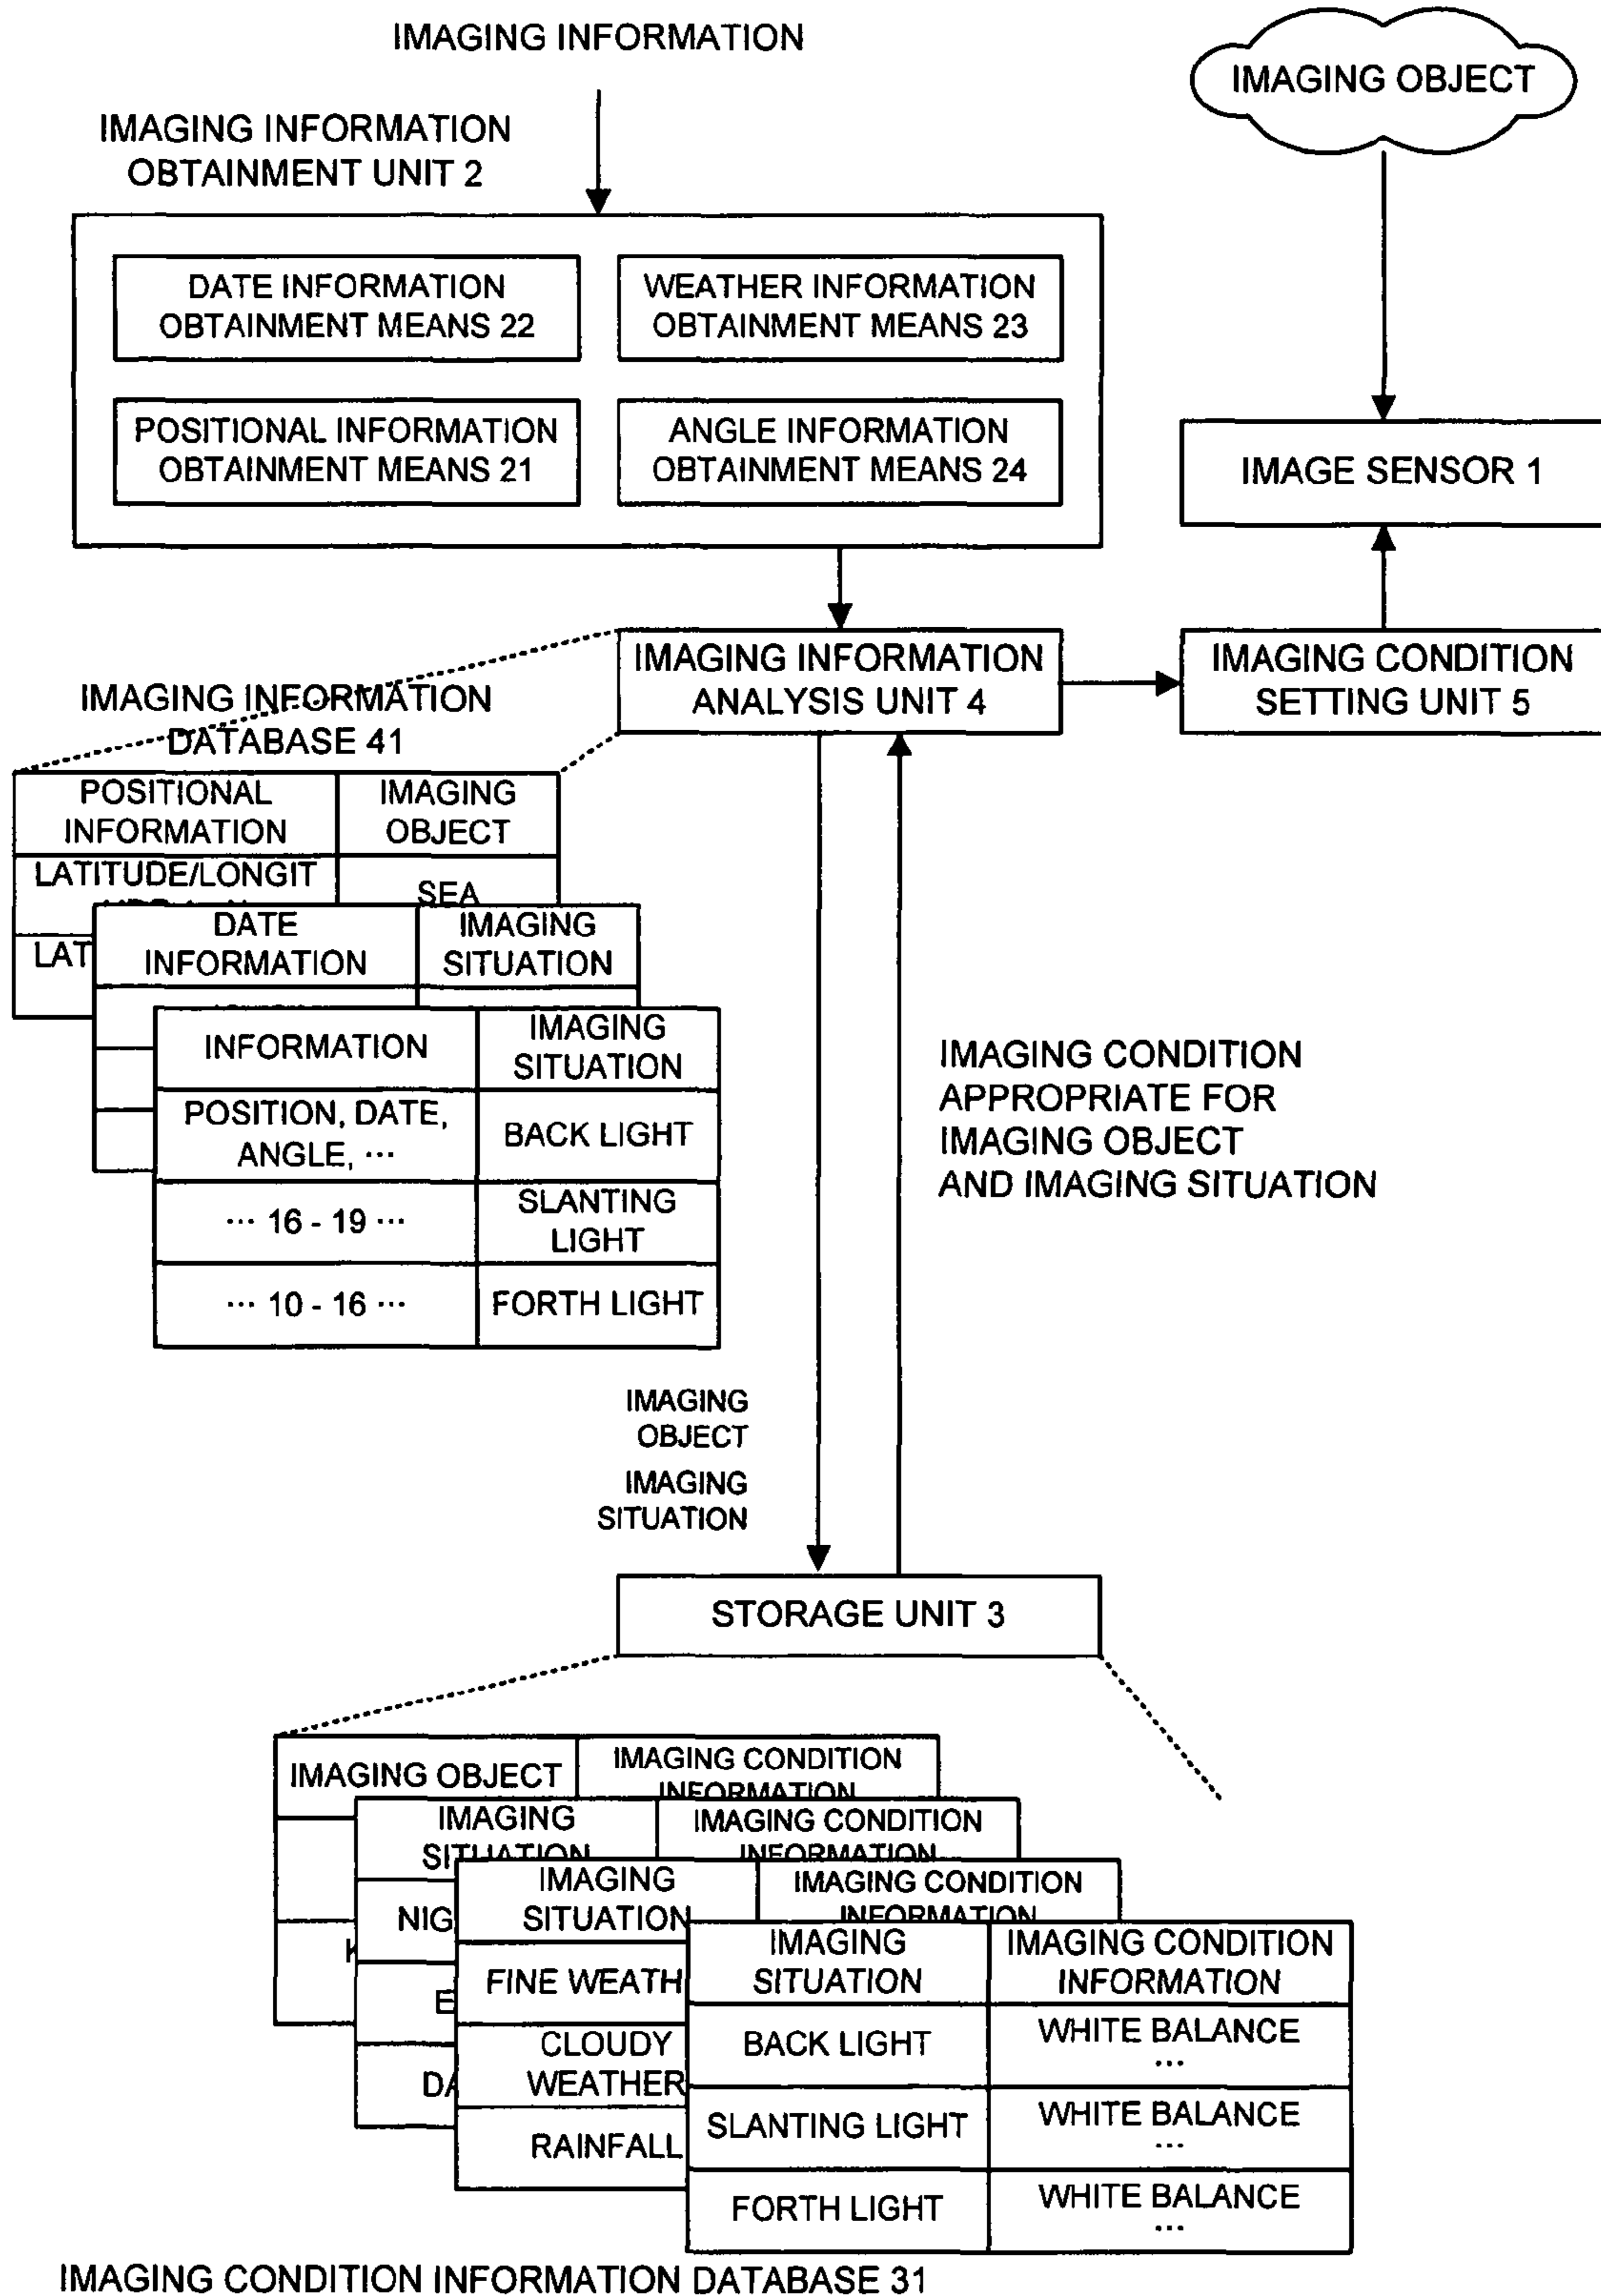 IMAGING INFORMATION
IMAGING OBJECT
IMAGING INFORMATION
OBTAINMENT UNIT 2
DATE INFORMATION
OBTAINMENT MEANS 22
WEATHER INFORMATION
OBTAINMENT MEANS 23
POSITIONAL INFORMATION
OBTAINMENT MEANS 21
ANGLE INFORMATION
OBTAINMENT MEANS 24
IMAGE SENSOR 1
IMAGING INFORMATION
ANALYSIS UNIT 4
IMAGING CONDITION
SETTING UNIT 5
IMAGING INFORMATION
DATABASE 41
POSITIONAL
INFORMATION
IMAGING
OBJECT
LATITUDE/LONGIT
SEA
LAT
DATE
INFORMATION
IMAGING
SITUATION
INFORMATION
IMAGING
SITUATION
POSITION, DATE,
ANGLE, ···
BACK LIGHT
··· 16 - 19 ···
SLANTING
LIGHT
··· 10 - 16 ···
FORTH LIGHT
IMAGING CONDITION
APPROPRIATE FOR
IMAGING OBJECT
AND IMAGING SITUATION
IMAGING
OBJECT
IMAGING
SITUATION
STORAGE UNIT 3
IMAGING OBJECT
IMAGING CONDITION
INFORMATION
IMAGING
SITUATION
IMAGING CONDITION
INFORMATION
NIG
E
DA
IMAGING
SITUATION
IMAGING CONDITION
INFORMATION
FINE WEATH
CLOUDY
WEATHER
RAINFALL
IMAGING
SITUATION
IMAGING CONDITION
INFORMATION
BACK LIGHT
WHITE BALANCE
···
SLANTING LIGHT
WHITE BALANCE
···
FORTH LIGHT
WHITE BALANCE
···
IMAGING CONDITION INFORMATION DATABASE 31